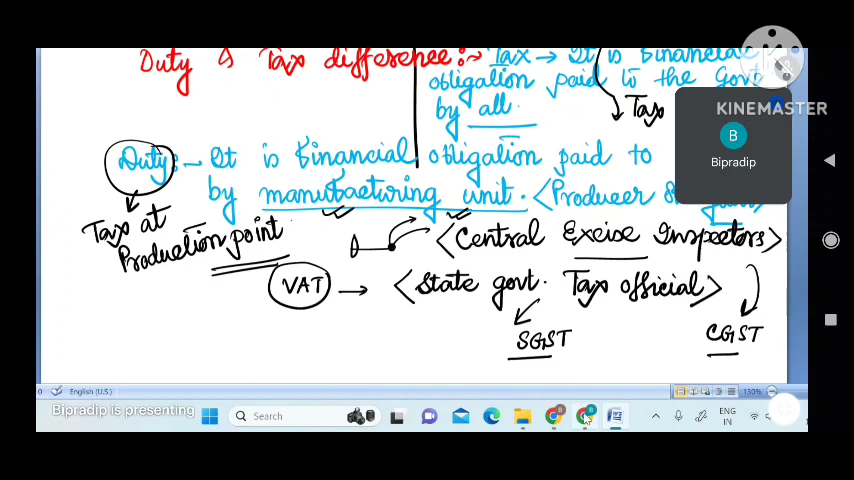 Duty & Tax difference:- Tax → It is Financial
obligation paid to the Govt
by all.
Tax
KINEMASTER
B
Bipradip
Duty:- It is Financial obligation paid to
by manufacturing unit. <Producer
Tax at
Production point
<Central Excise Inspectors>
VAT → <State govt. Tax official>
SGST
CGST
English (U.S.)
130%
Bipradip is presenting
Search
ENG
IN